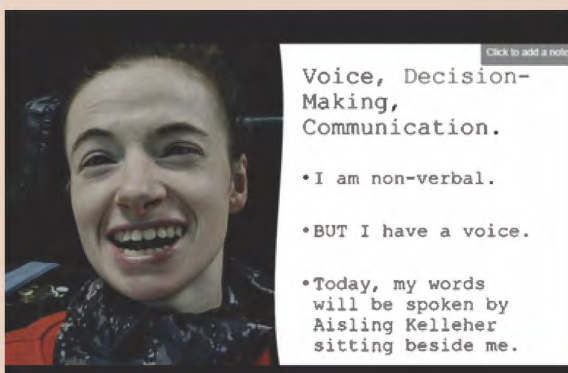 Click to add a note
Voice, Decision-
Making,
Communication.
•I am non-verbal.
•BUT I have a voice.
•Today, my words
will be spoken by
Aisling Kelleher
sitting beside me.